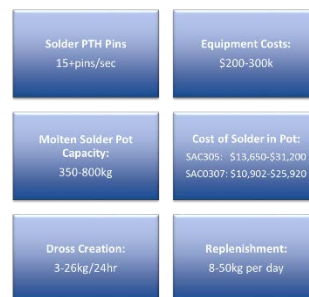 Solder PTH Pins
15+pins/sec
Equipment Costs:
$200-300k
Molten Solder Pot
Capacity:
350-800kg
Cost of Solder in Pot:
SAC305: $13,650-$31,200
SAC0307: $10,902-$25,920
Dross Creation:
3-26kg/24hr
Replenishment:
8-50kg per day